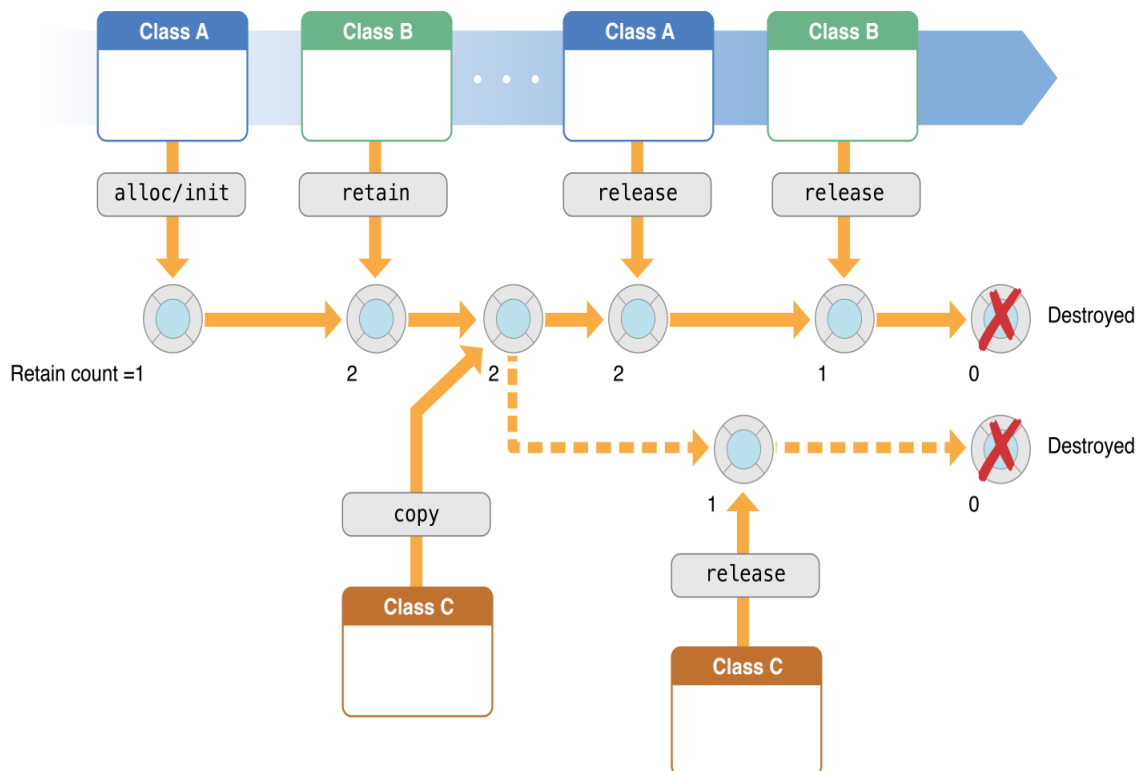 Class A
Class B
Class A
Class B
alloc/init
retain
release
release
Destroyed
Retain count =1
2
2
2
1
0
Destroyed
copy
1
0
release
Class C
Class C